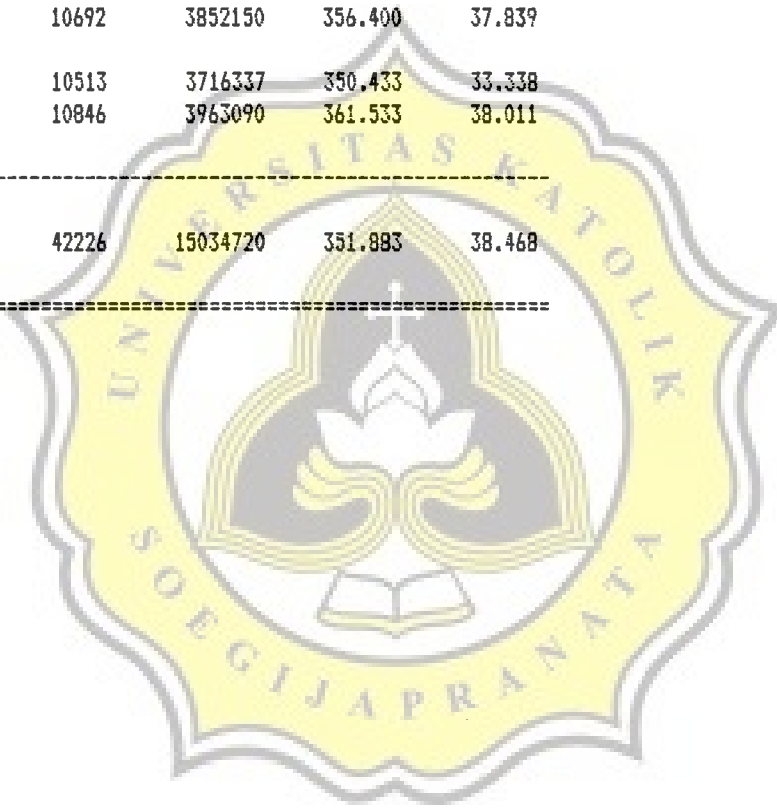 10692 3852150 356.400 37.839
10513 3716337 350.433 33.338
10846 3963090 361.533 38.011
42226 15034720 351.883 38.468
UNIVERSITAS KATOLIK
SOEGIJAPRANATA